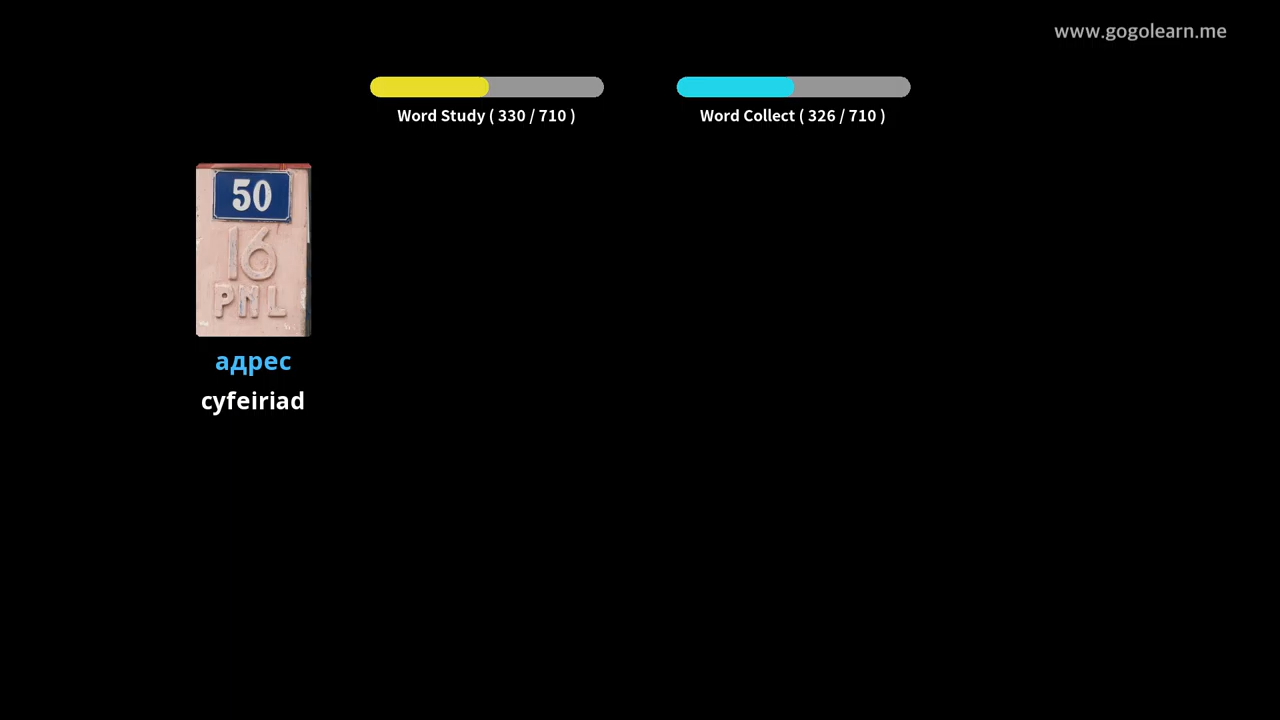 www.gogolearn.me
Word Study ( 330 / 710 )
Word Collect ( 326 / 710 )
50
16
PNL
адрес
cyfeiriad